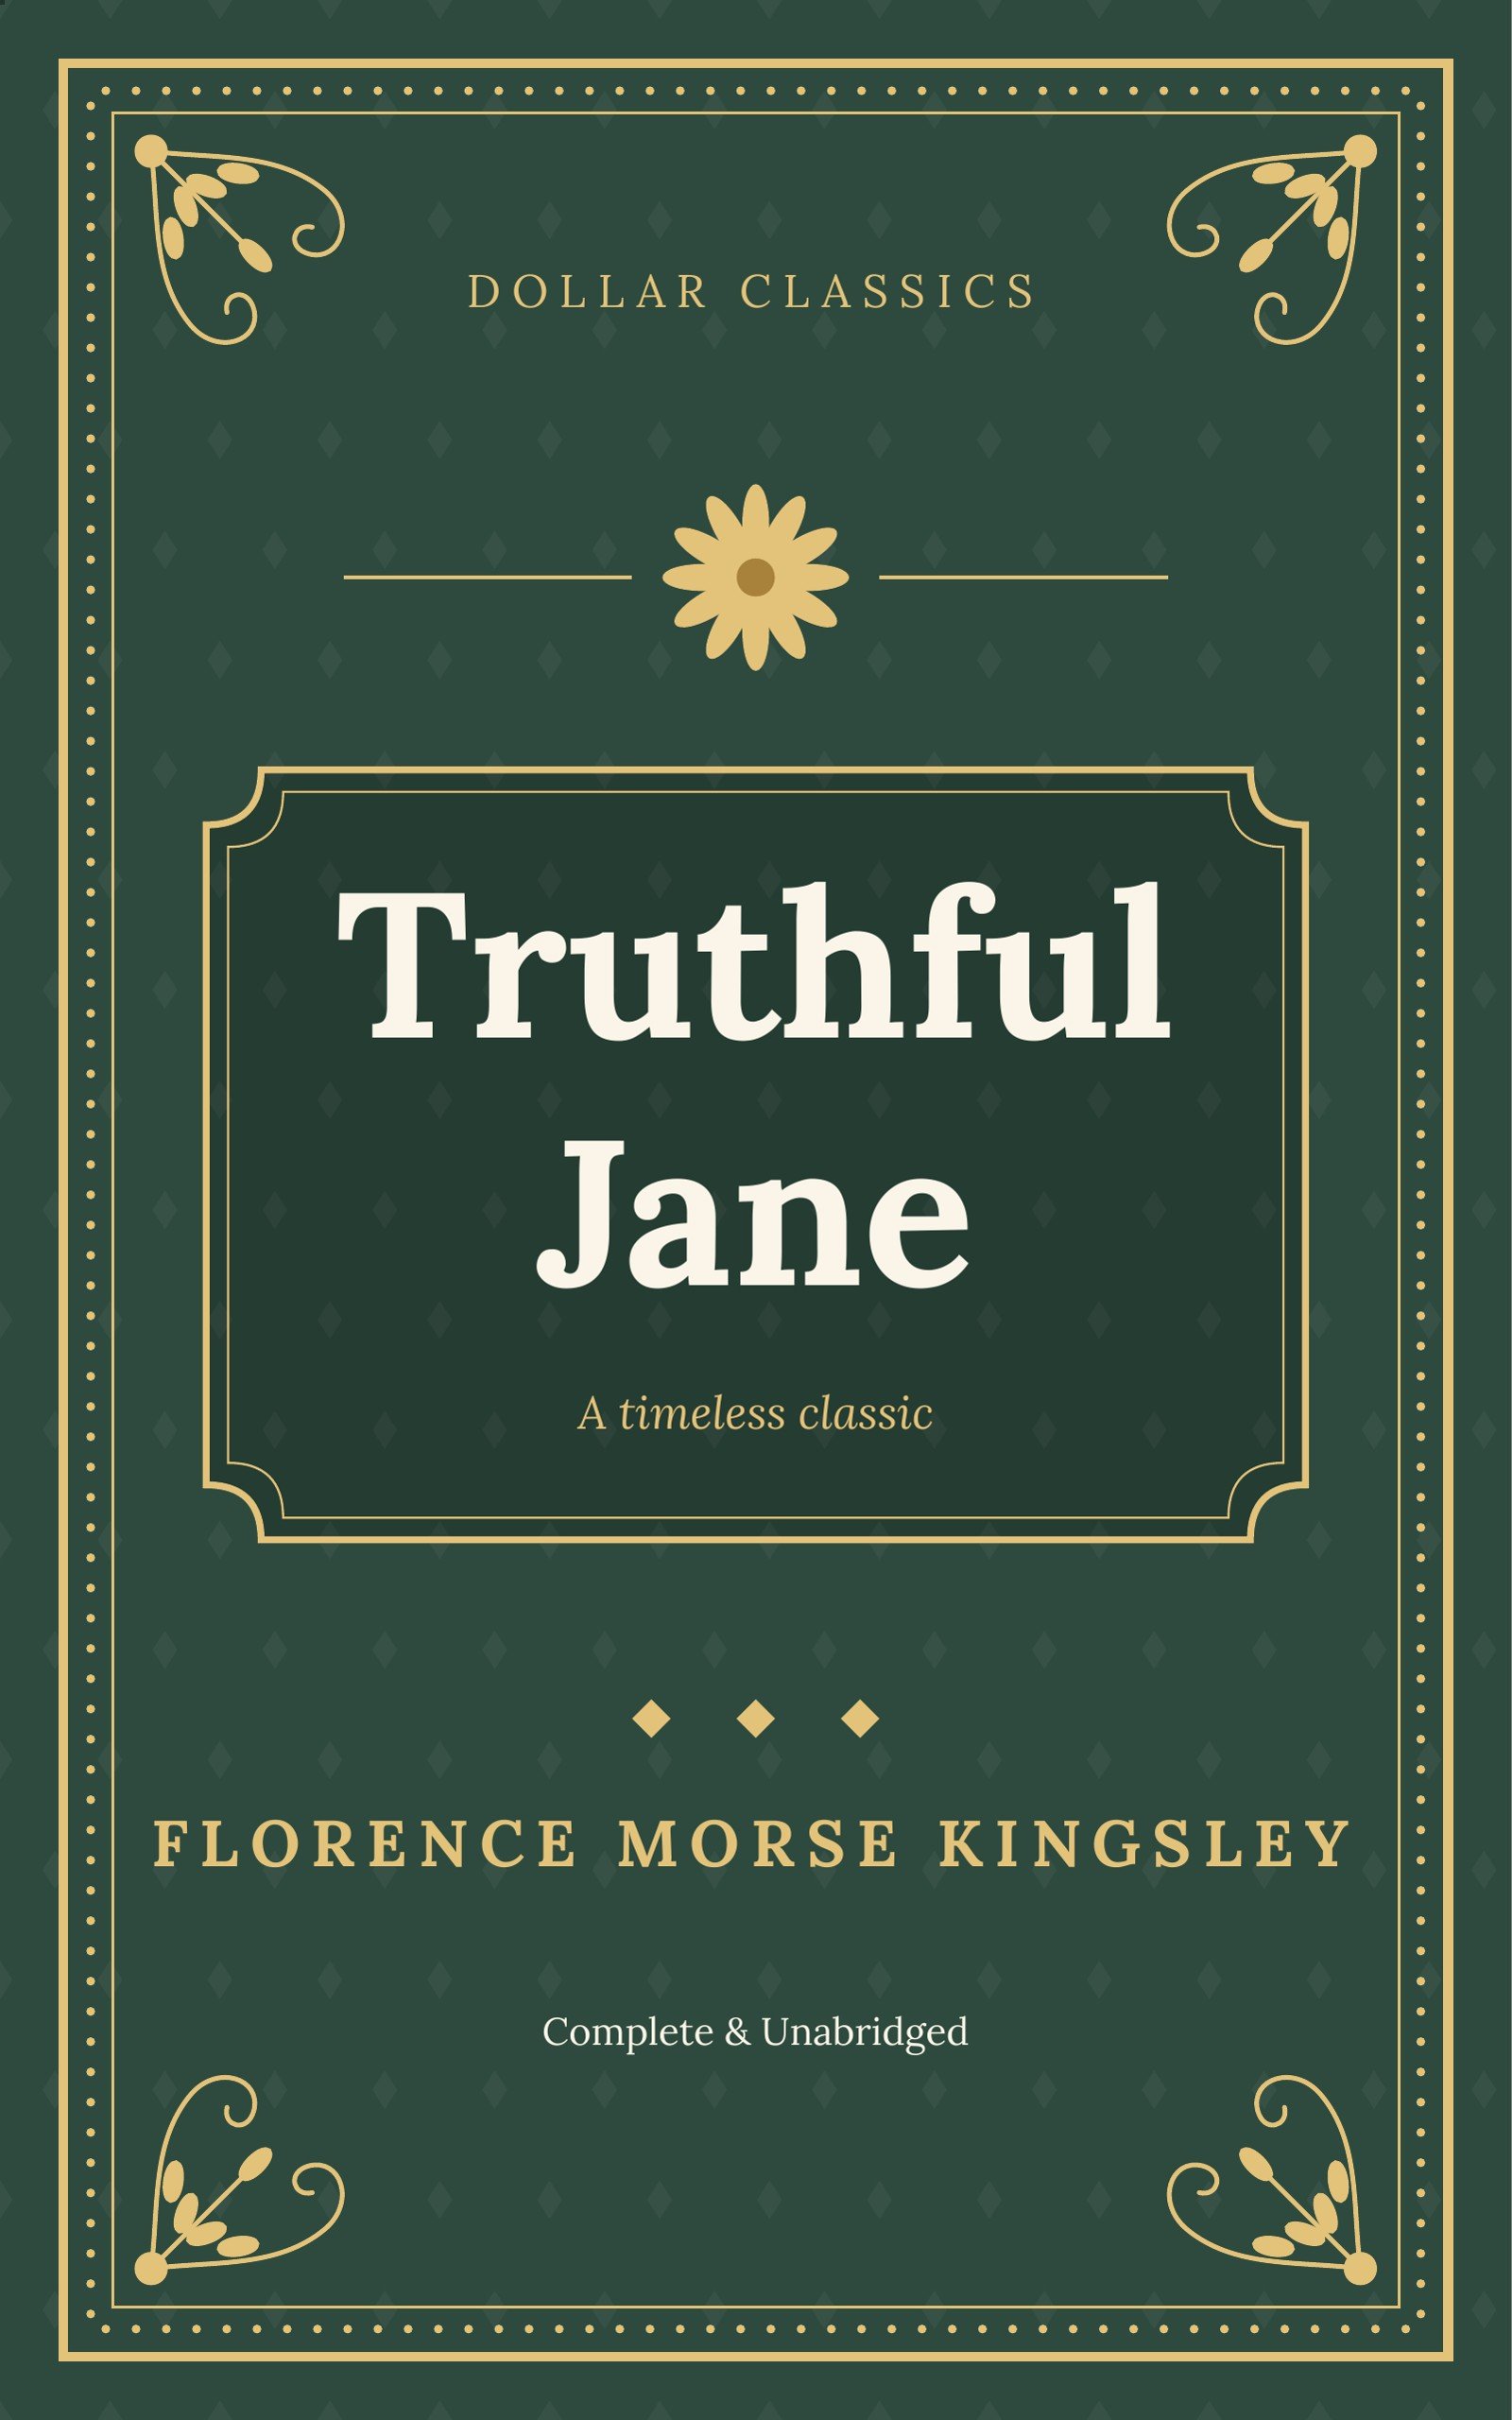 DOLLAR CLASSICS
Truthful
Jane
A timeless classic
FLORENCE MORSE KINGSLEY
Complete & Unabridged